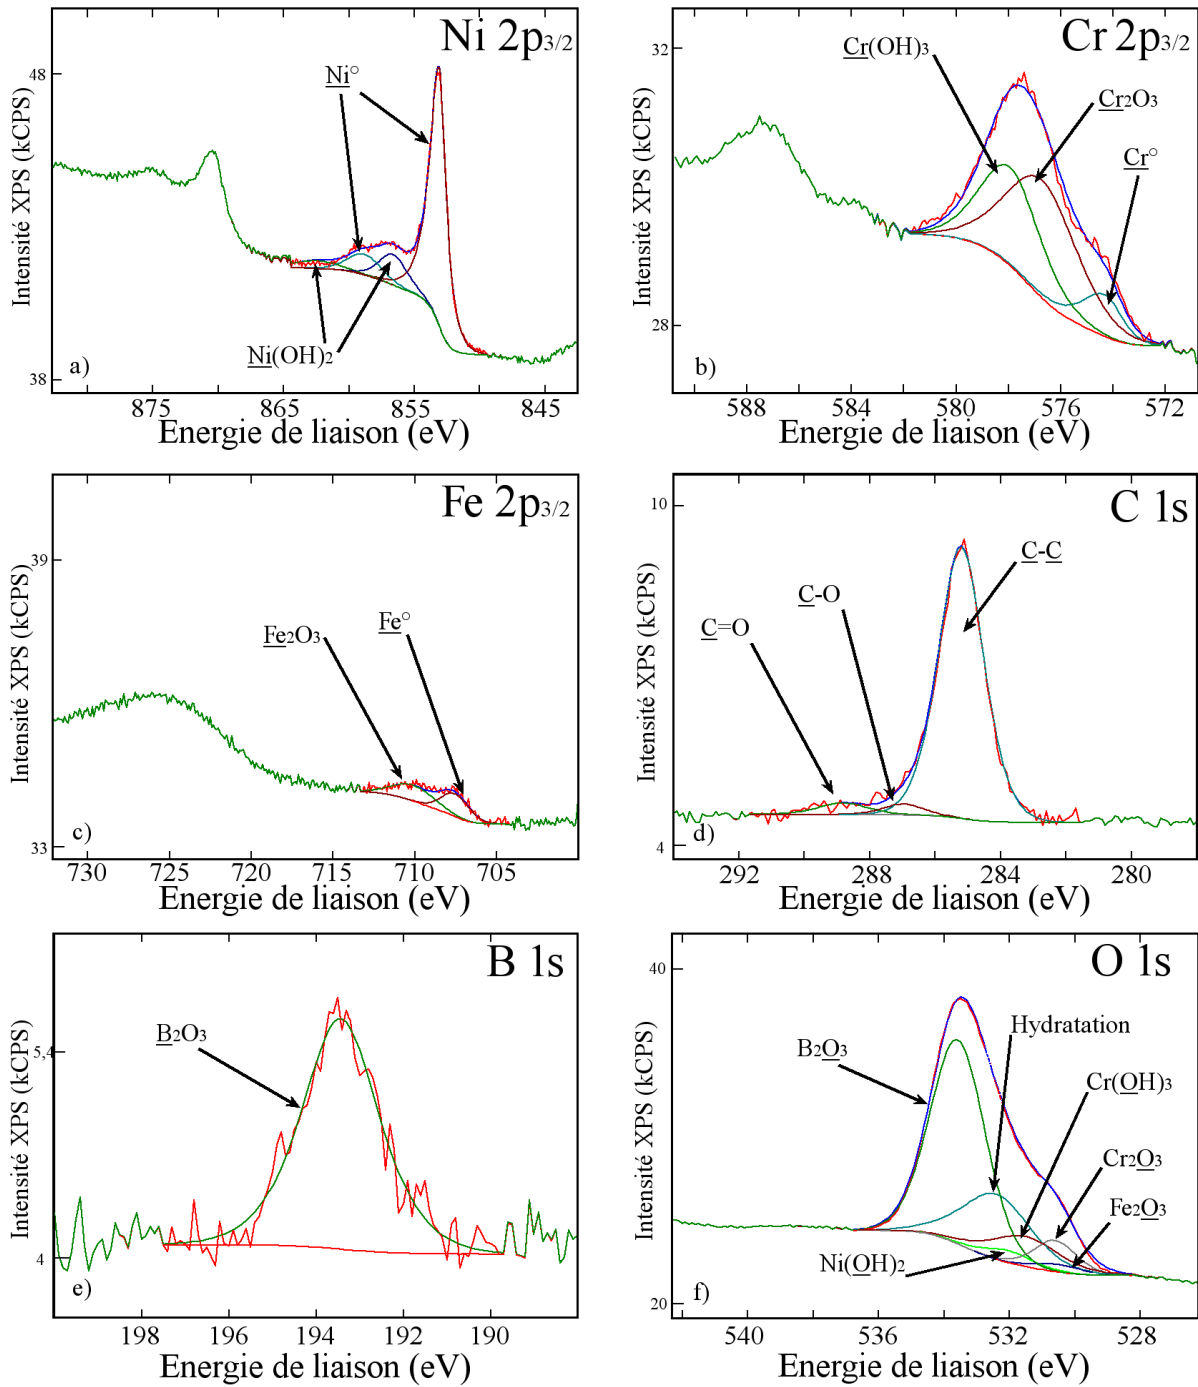 Ni 2p3/2
Ni°
Ni(OH)2
48
38
Intensité XPS (kCPS)
a)
875 865 855 845
Energie de liaison (eV)
Cr 2p3/2
Cr(OH)3
Cr2O3
Cr°
32
28
Intensité XPS (kCPS)
b)
588 584 580 576 572
Energie de liaison (eV)
Fe 2p3/2
Fe2O3
Fe°
39
33
Intensité XPS (kCPS)
c)
730 725 720 715 710 705
Energie de liaison (eV)
C 1s
C-C
C-O
C=O
10
4
Intensité XPS (kCPS)
d)
292 288 284 280
Energie de liaison (eV)
B 1s
B2O3
5,4
4
Intensité XPS (kCPS)
e)
198 196 194 192 190
Energie de liaison (eV)
O 1s
Hydratation
B2O3
Cr(OH)3
Cr2O3
Fe2O3
Ni(OH)2
40
20
Intensité XPS (kCPS)
f)
540 536 532 528
Energie de liaison (eV)